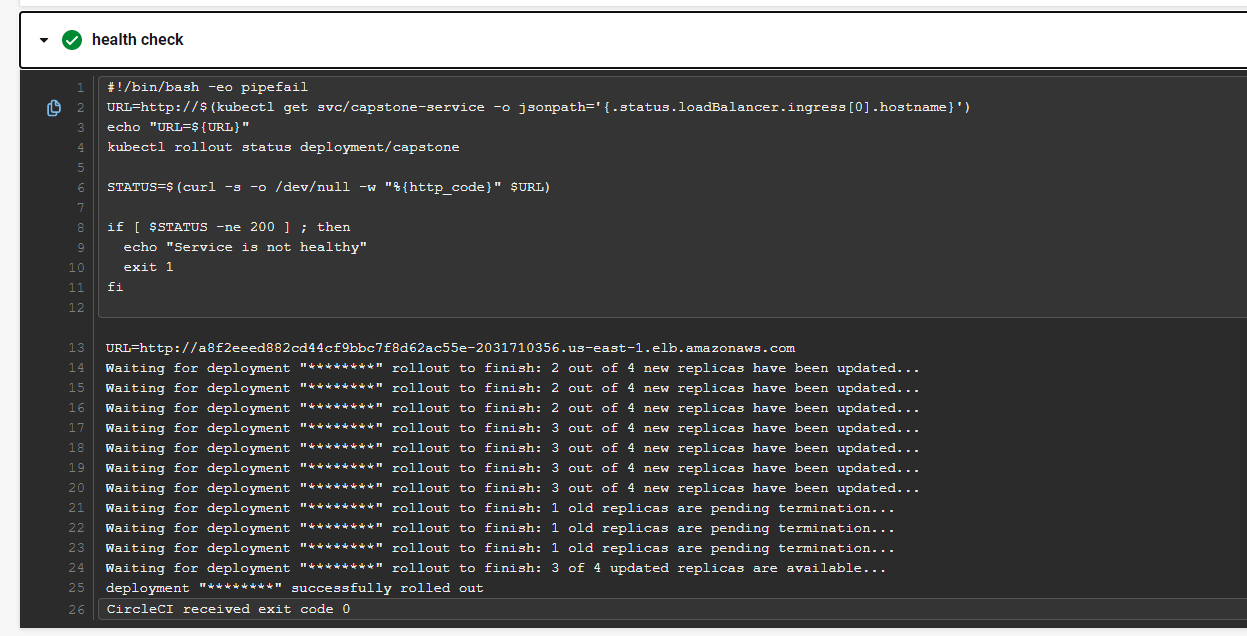 health check
1 #!/bin/bash -eo pipefail
2 URL=http://$(kubectl get svc/capstone-service -o jsonpath='{.status.loadBalancer.ingress[0].hostname}')
3 echo "URL=${URL}"
4 kubectl rollout status deployment/capstone
5
6 STATUS=$(curl -s -o /dev/null -w "%{http_code}" $URL)
7
8 if [ $STATUS -ne 200 ] ; then
9   echo "Service is not healthy"
10   exit 1
11 fi
12
13 URL=http://a8f2eeed882cd44cf9bbc7f8d62ac55e-2031710356.us-east-1.elb.amazonaws.com
14 Waiting for deployment "********" rollout to finish: 2 out of 4 new replicas have been updated...
15 Waiting for deployment "********" rollout to finish: 2 out of 4 new replicas have been updated...
16 Waiting for deployment "********" rollout to finish: 2 out of 4 new replicas have been updated...
17 Waiting for deployment "********" rollout to finish: 3 out of 4 new replicas have been updated...
18 Waiting for deployment "********" rollout to finish: 3 out of 4 new replicas have been updated...
19 Waiting for deployment "********" rollout to finish: 3 out of 4 new replicas have been updated...
20 Waiting for deployment "********" rollout to finish: 3 out of 4 new replicas have been updated...
21 Waiting for deployment "********" rollout to finish: 1 old replicas are pending termination...
22 Waiting for deployment "********" rollout to finish: 1 old replicas are pending termination...
23 Waiting for deployment "********" rollout to finish: 1 old replicas are pending termination...
24 Waiting for deployment "********" rollout to finish: 3 of 4 updated replicas are available...
25 deployment "********" successfully rolled out
26 CircleCI received exit code 0